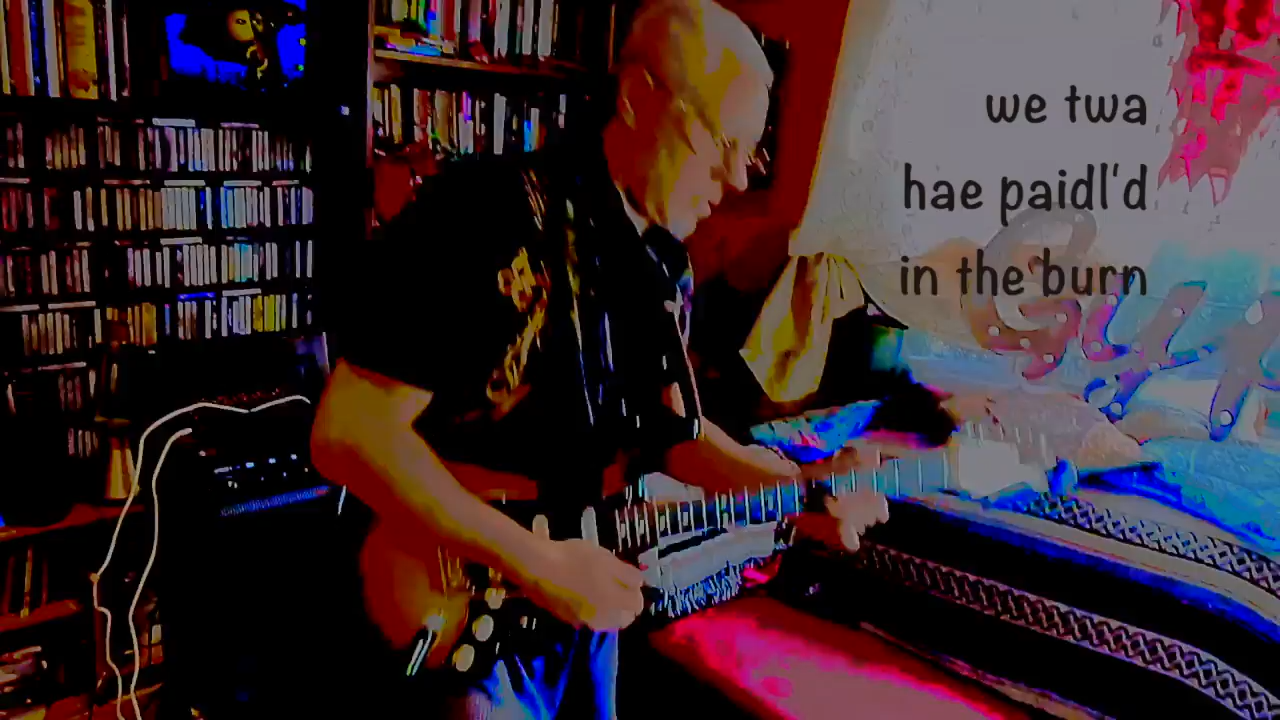 we twa
hae paidl'd
in the burn